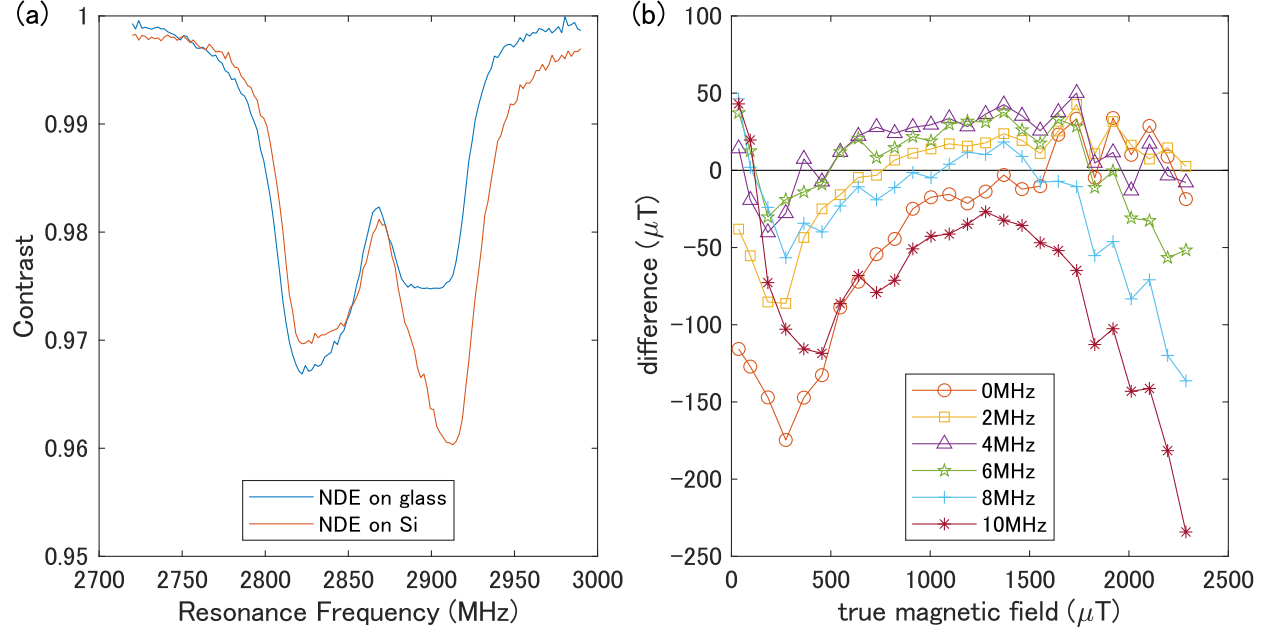 (a)
1
0.99
0.98
0.97
0.96
0.95
Contrast
NDE on glass
NDE on Si
2700 2750 2800 2850 2900 2950 3000
Resonance Frequency (MHz)
(b)
100
50
0
-50
-100
-150
-200
-250
difference (μT)
0MHz
2MHz
4MHz
6MHz
8MHz
10MHz
0 500 1000 1500 2000 2500
true magnetic field (μT)